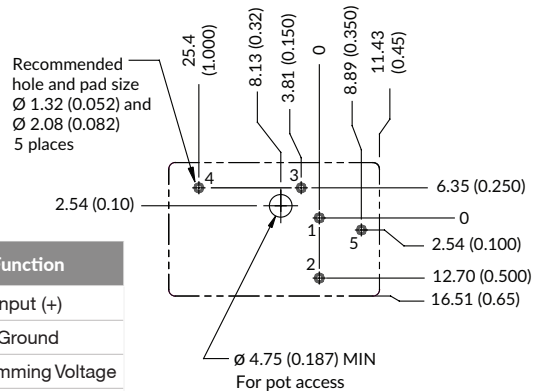 25.4
(1.000)
8.13 (0.32)
3.81 (0.150)
0
8.89 (0.350)
11.43
(0.45)
Recommended
hole and pad size
Ø 1.32 (0.052) and
Ø 2.08 (0.082)
5 places
4
3
6.35 (0.250)
2.54 (0.10)
0
1
5
2.54 (0.100)
2
12.70 (0.500)
16.51 (0.65)
Ø 4.75 (0.187) MIN
For pot access
unction
nput (+)
Ground
mming Voltage